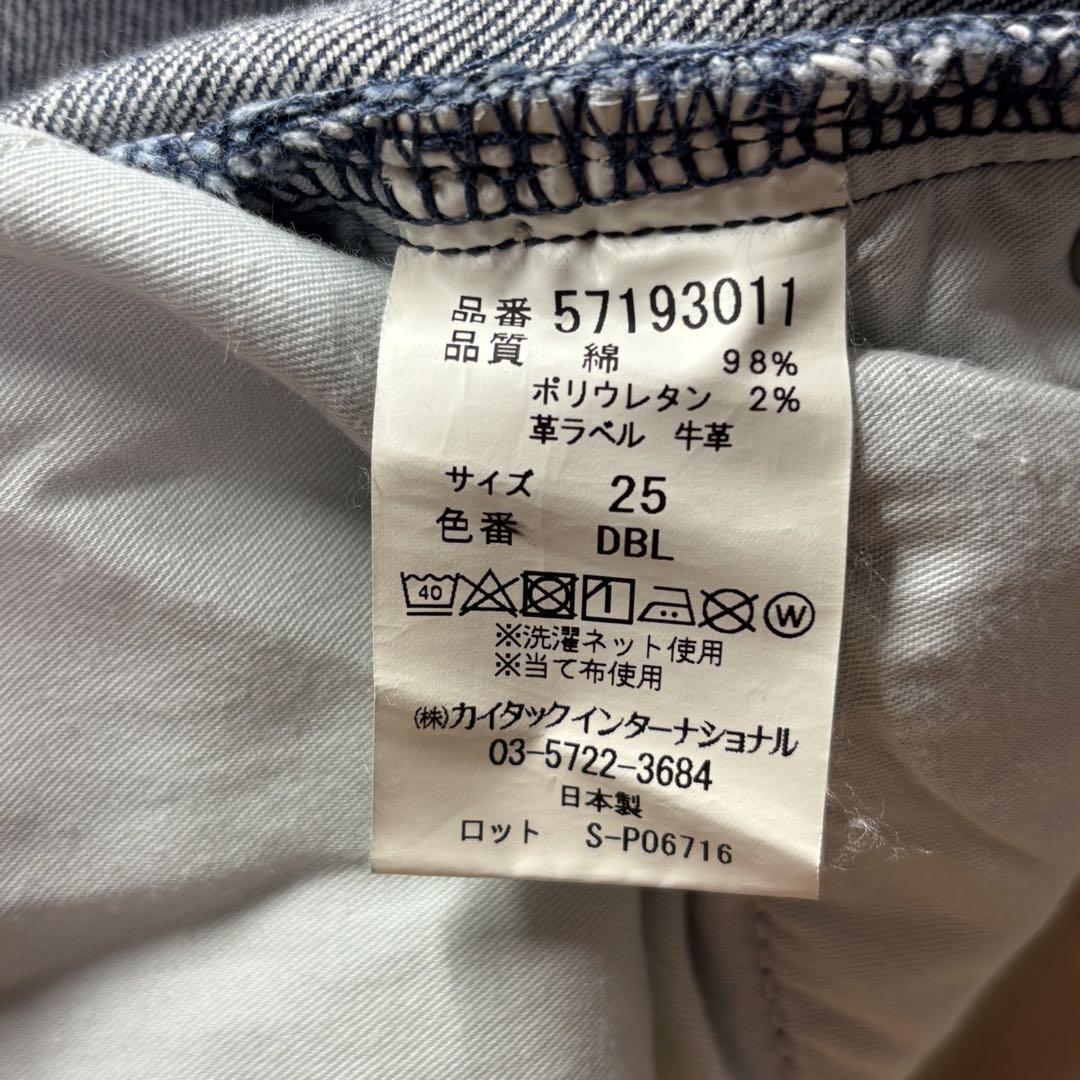 品番 57193011
品質 綿 98%
ポリウレタン 2%
革ラベル 牛革
サイズ 25
色番 DBL
40 W
※洗濯ネット使用
※当て布使用
(株)カイタックインターナショナル
03-5722-3684
日本製
ロット S-P06716